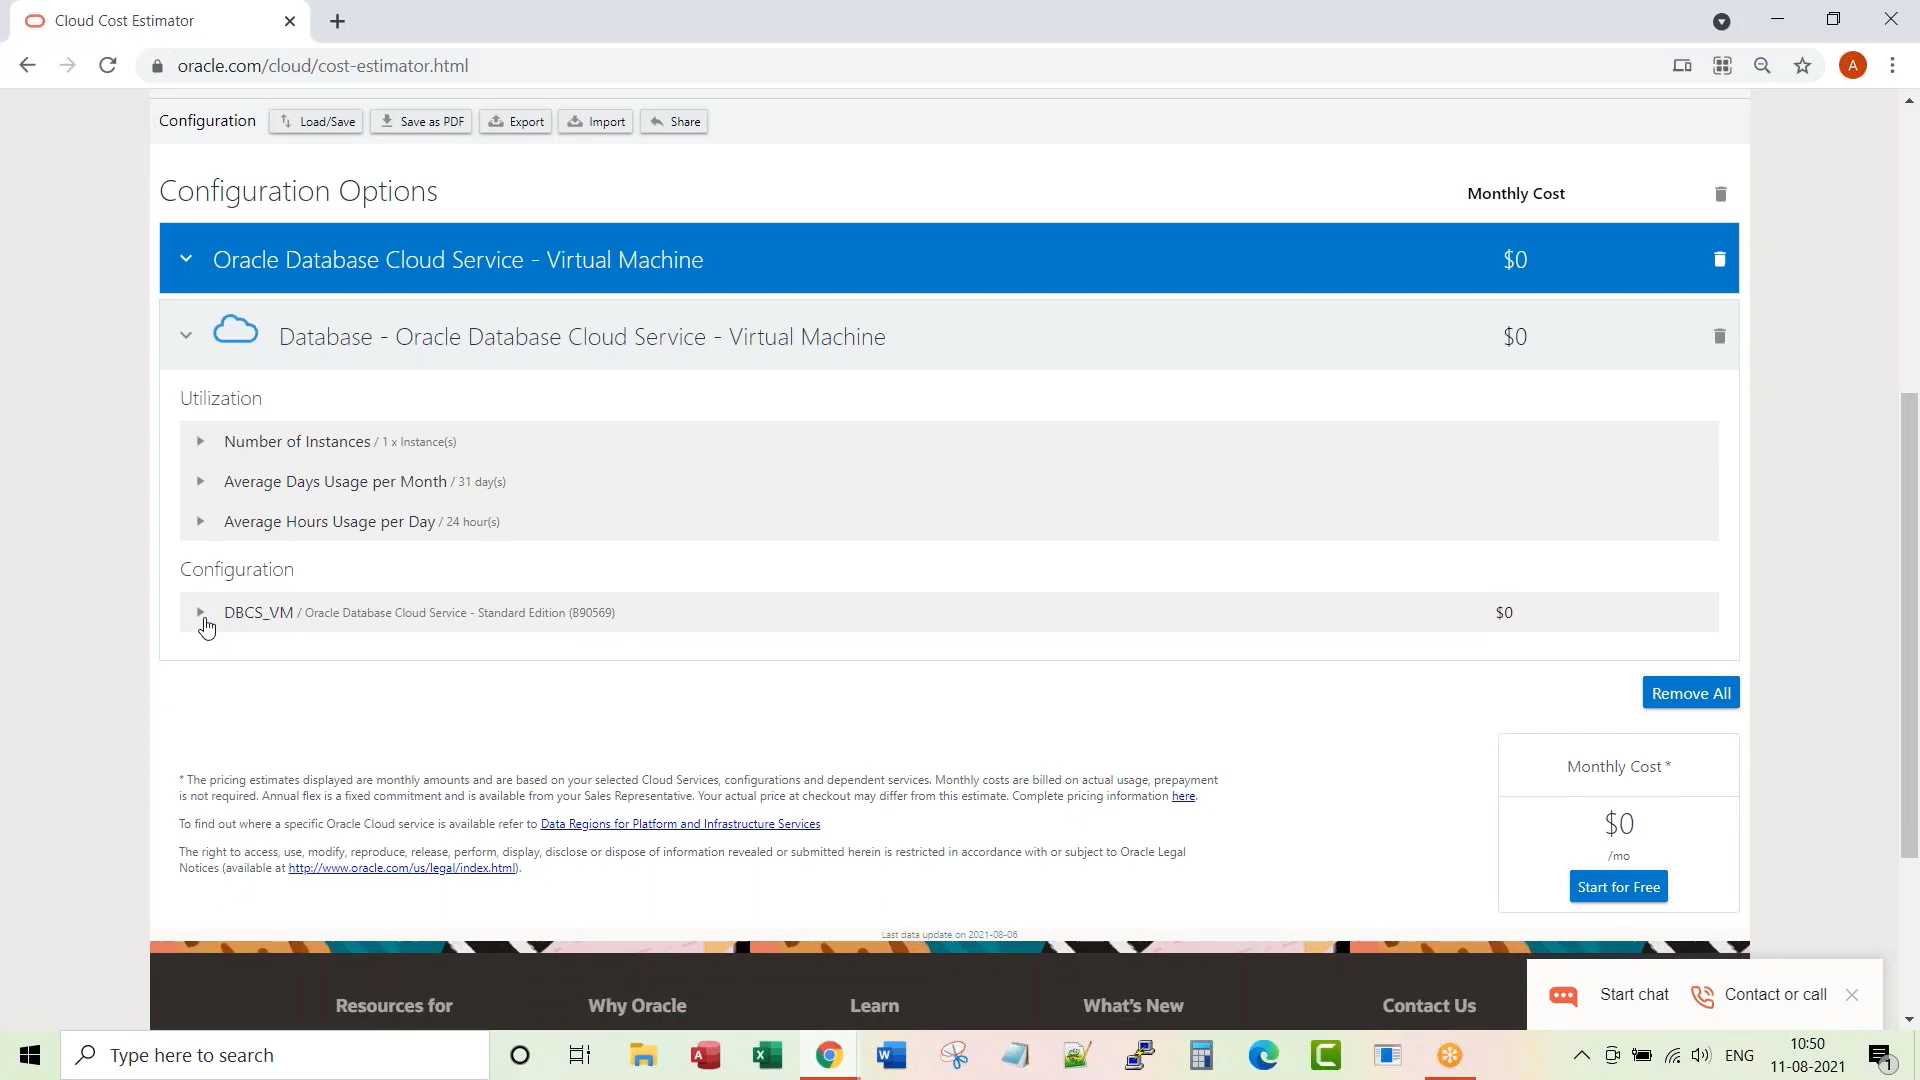 Cloud Cost Estimator
oracle.com/cloud/cost-estimator.html
A
Configuration Load/Save Save as PDF Export Import Share
Configuration Options Monthly Cost
Oracle Database Cloud Service - Virtual Machine $0
Database - Oracle Database Cloud Service - Virtual Machine $0
Utilization
Number of Instances / 1 x Instance(s)
Average Days Usage per Month / 31 day(s)
Average Hours Usage per Day / 24 hour(s)
Configuration
DBCS_VM / Oracle Database Cloud Service - Standard Edition (B90569) $0
Remove All
* The pricing estimates displayed are monthly amounts and are based on your selected Cloud Services, configurations and dependent services. Monthly costs are billed on actual usage, prepayment
is not required. Annual flex is a fixed commitment and is available from your Sales Representative. Your actual price at checkout may differ from this estimate. Complete pricing information here.
To find out where a specific Oracle Cloud service is available refer to Data Regions for Platform and Infrastructure Services
The right to access, use, modify, reproduce, release, perform, display, disclose or dispose of information revealed or submitted herein is restricted in accordance with or subject to Oracle Legal
Notices (available at http://www.oracle.com/us/legal/index.html).
Monthly Cost *
$0
/mo
Start for Free
Last data update on 2021-08-06
Resources for Why Oracle Learn What's New Contact Us
Start chat Contact or call
Type here to search
ENG
10:50
11-08-2021
1